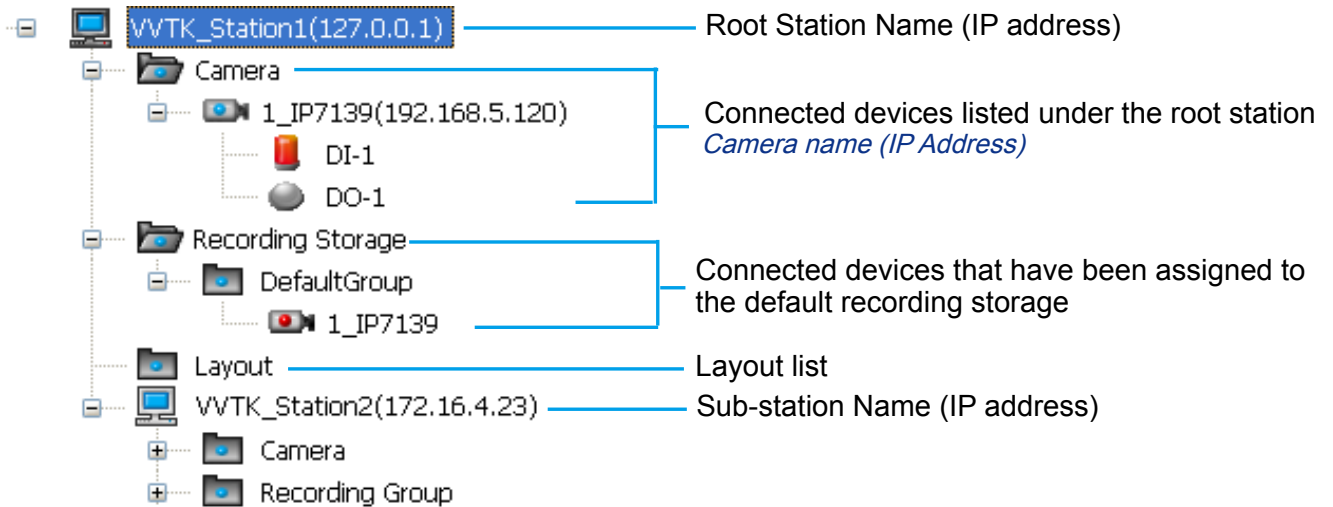 VVTK_Station1(127.0.0.1) Root Station Name (IP address)
Camera
1_IP7139(192.168.5.120) Connected devices listed under the root station
Camera name (IP Address)
DI-1
DO-1
Recording Storage
DefaultGroup Connected devices that have been assigned to
the default recording storage
1_IP7139
Layout Layout list
VVTK_Station2(172.16.4.23) Sub-station Name (IP address)
Camera
Recording Group